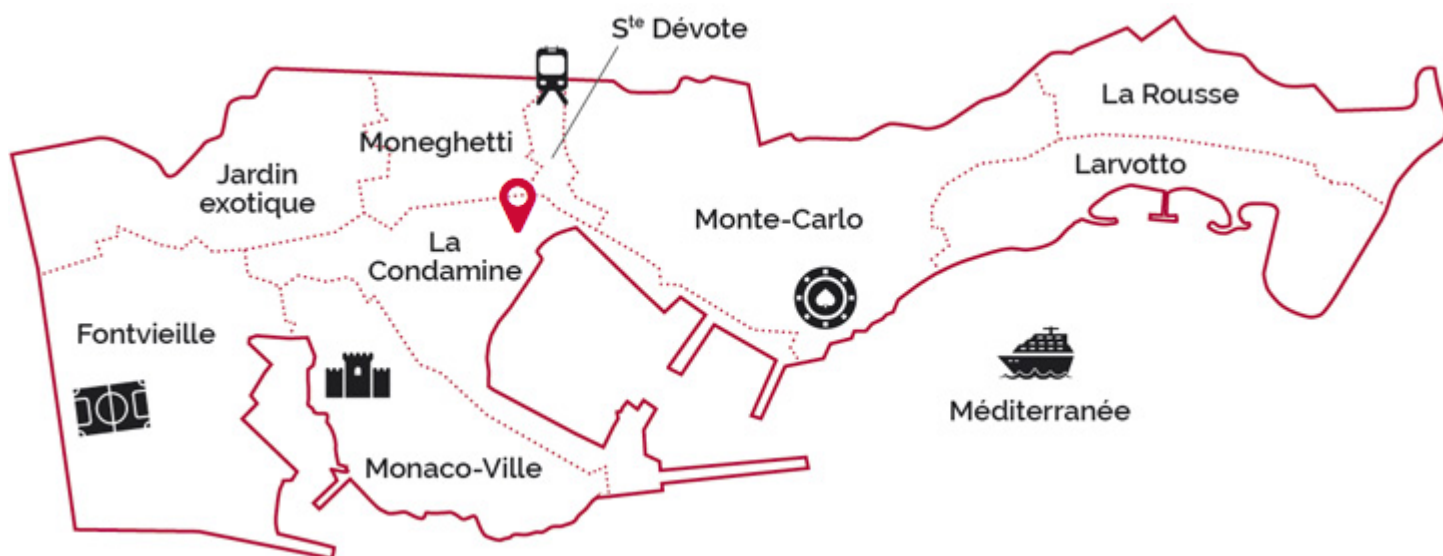 Sᵗᵉ Dévote
La Rousse
Moneghetti
Larvotto
Jardin
exotique
Monte-Carlo
La
Condamine
Fontvieille
Méditerranée
Monaco-Ville